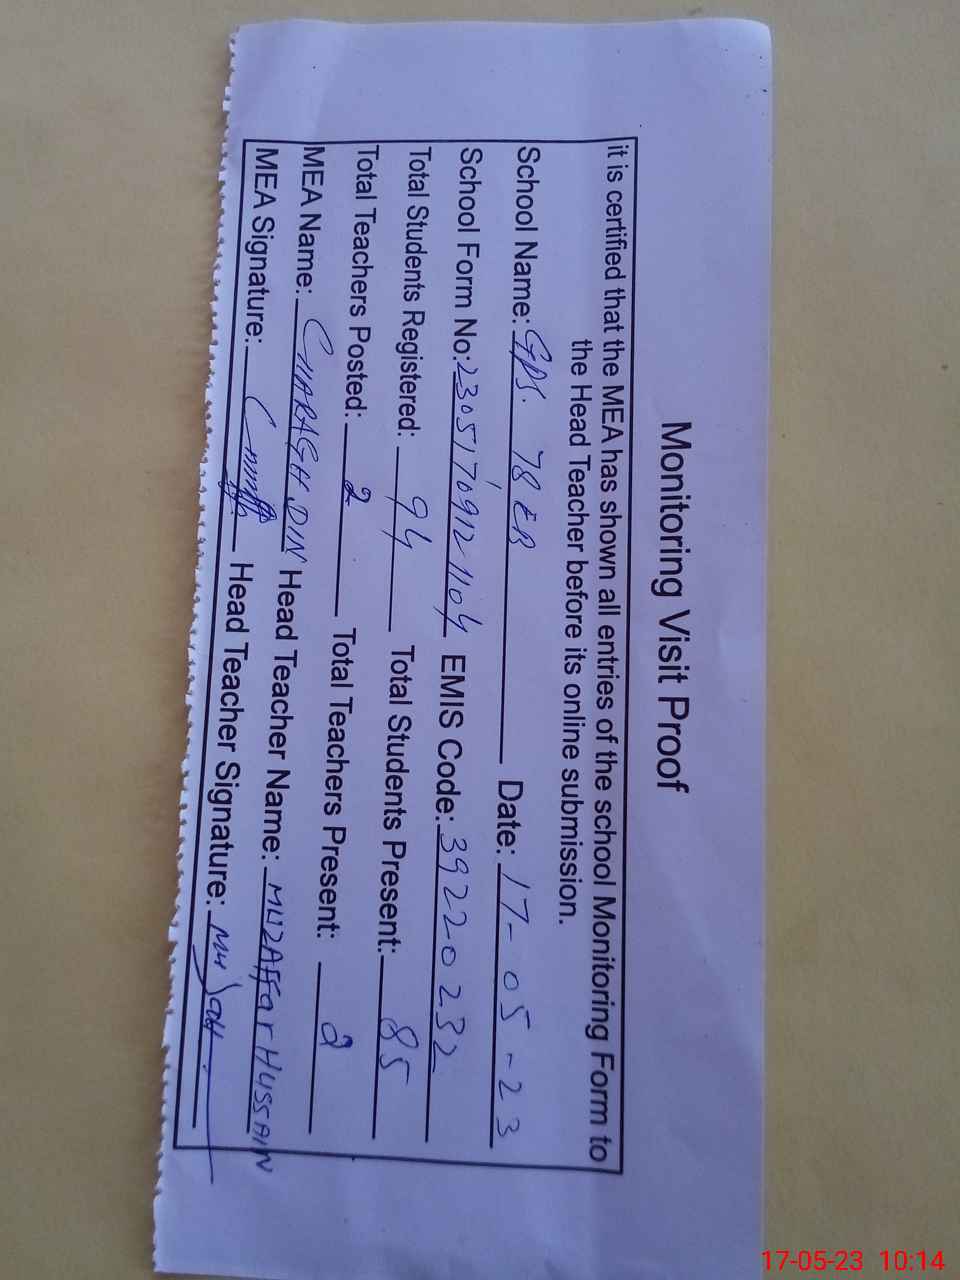 Monitoring Visit Proof
it is certified that the MEA has shown all entries of the school Monitoring Form to
the Head Teacher before its online submission.
School Name: GPS. 78 EB Date: 17-05-23
School Form No: 23051709121104 EMIS Code: 39220232
Total Students Registered: 94 Total Students Present: 85
Total Teachers Posted: 2 Total Teachers Present: 2
MEA Name: CHARAGH DIN Head Teacher Name: MUZAFFar HUSSAIN
MEA Signature: Head Teacher Signature:
17-05-23 10:14